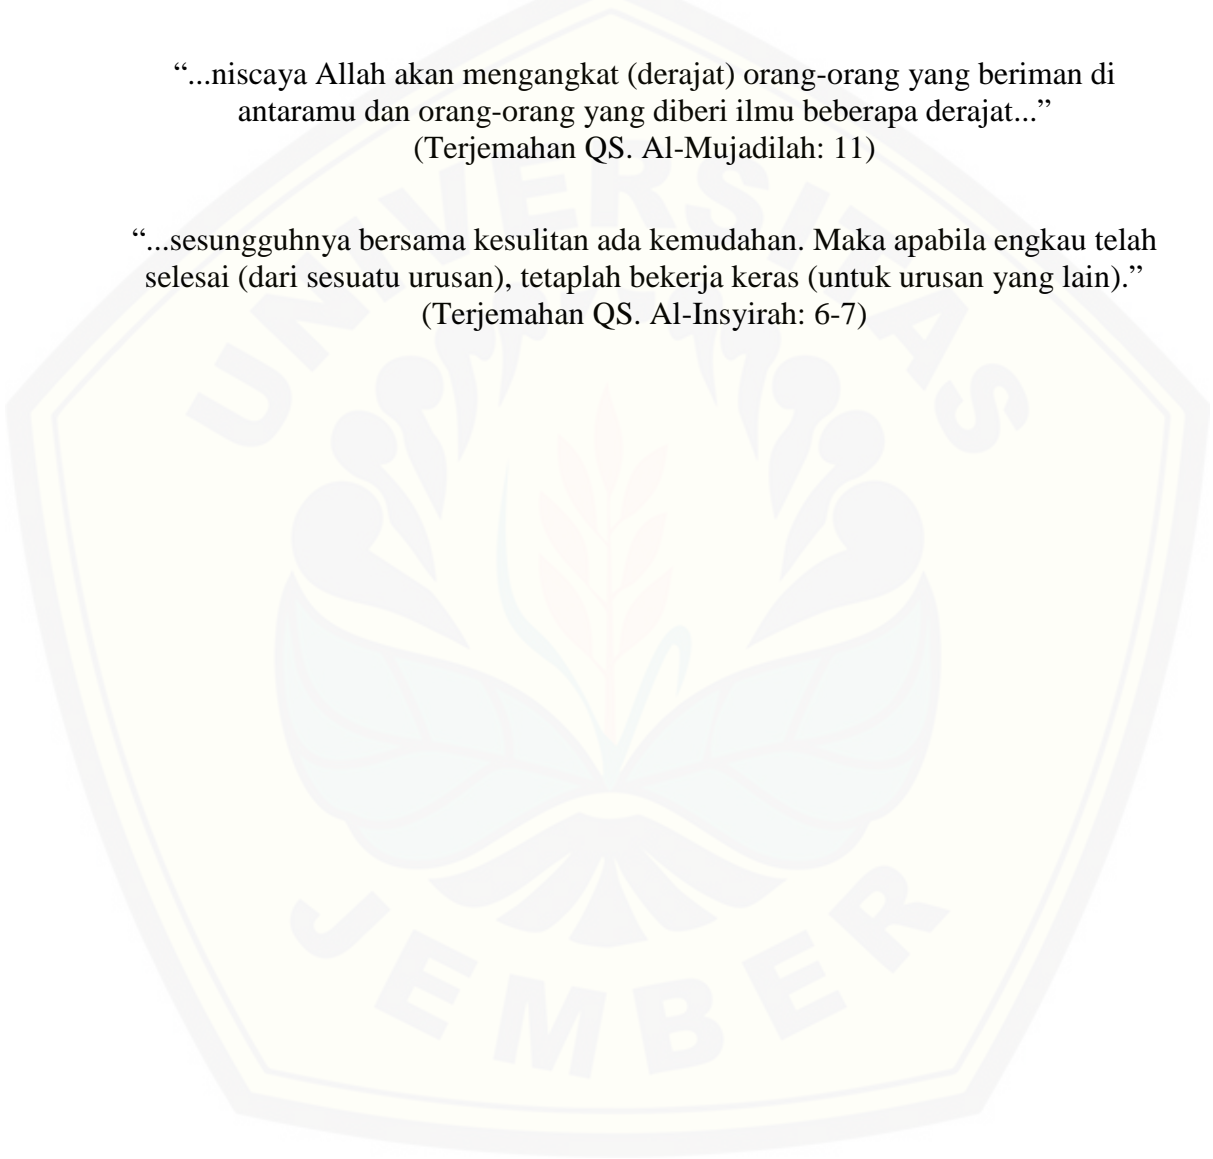 “...niscaya Allah akan mengangkat (derajat) orang-orang yang beriman di
antaramu dan orang-orang yang diberi ilmu beberapa derajat...”
(Terjemahan QS. Al-Mujadilah: 11)
“...sesungguhnya bersama kesulitan ada kemudahan. Maka apabila engkau telah
selesai (dari sesuatu urusan), tetaplah bekerja keras (untuk urusan yang lain).”
(Terjemahan QS. Al-Insyirah: 6-7)
UNIVERSITAS
JEMBER